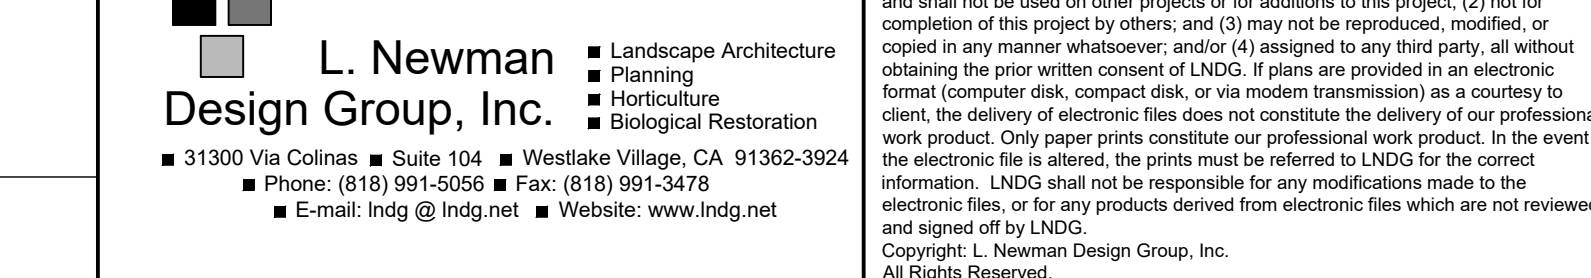 L. Newman
Design Group, Inc.
■ Landscape Architecture
■ Planning
■ Horticulture
■ Biological Restoration
■ 31300 Via Colinas ■ Suite 104 ■ Westlake Village, CA 91362-3924
■ Phone: (818) 991-5056 ■ Fax: (818) 991-3478
■ E-mail: lndg @ lndg.net ■ Website: www.lndg.net
and shall not be used on other projects or for additions to this project, (2) not for
completion of this project by others; and (3) may not be reproduced, modified, or
copied in any manner whatsoever; and/or (4) assigned to any third party, all without
obtaining the prior written consent of LNDG. If plans are provided in an electronic
format (computer disk, compact disk, or via modem transmission) as a courtesy to
client, the delivery of electronic files does not constitute the delivery of our professiona
work product. Only paper prints constitute our professional work product. In the event
the electronic file is altered, the prints must be referred to LNDG for the correct
information. LNDG shall not be responsible for any modifications made to the
electronic files, or for any products derived from electronic files which are not reviewed
and signed off by LNDG.
Copyright: L. Newman Design Group, Inc.
All Rights Reserved.